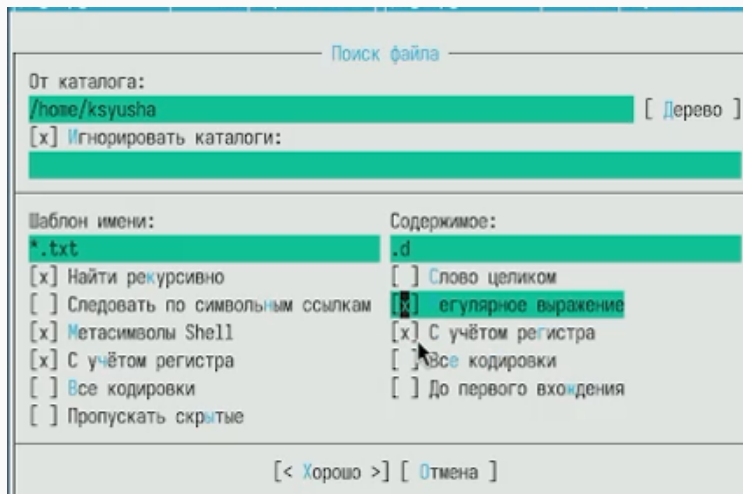 Поиск файла
От каталога:
/home/ksyusha [ Дерево ]
[x] Игнорировать каталоги:
Шаблон имени: Содержимое:
*.txt .d
[x] Найти рекурсивно [ ] Слово целиком
[ ] Следовать по символьным ссылкам [x] егулярное выражение
[x] Метасимволы Shell [x] С учётом регистра
[x] С учётом регистра [ ] Все кодировки
[ ] Все кодировки [ ] До первого вхождения
[ ] Пропускать скрытые
[< Хорошо >] [ Отмена ]